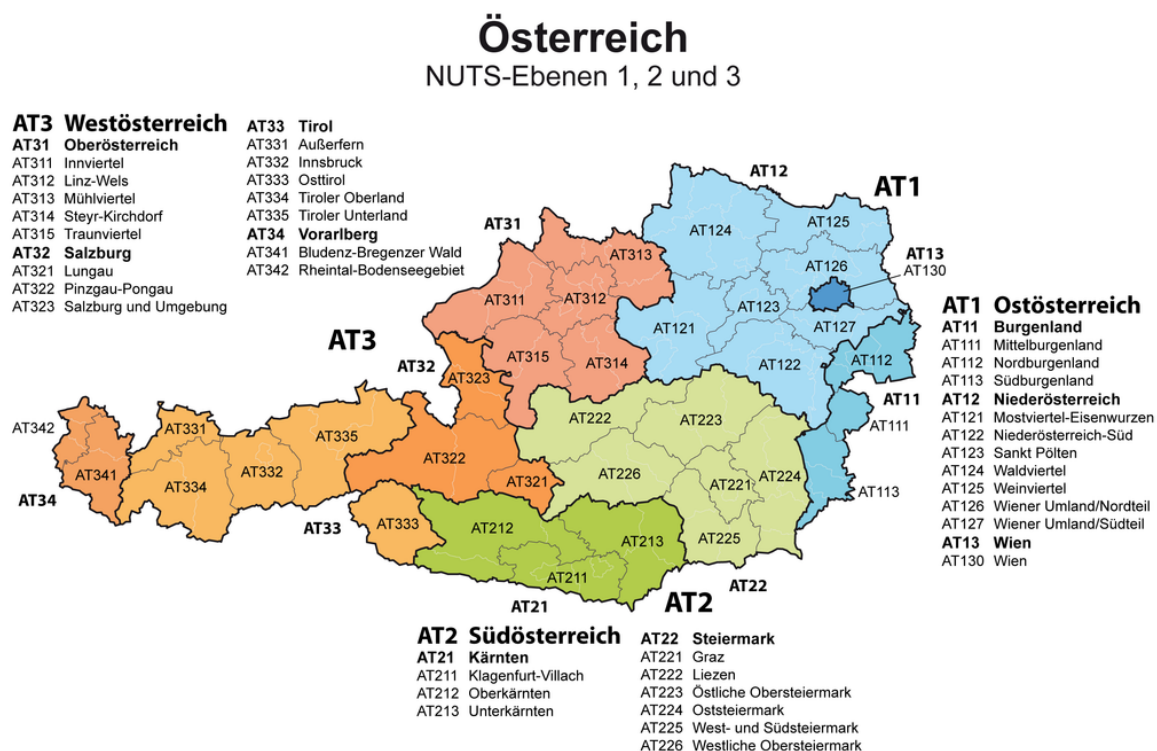 Österreich
NUTS-Ebenen 1, 2 und 3
AT3 Westösterreich
AT31 Oberösterreich
AT311 Innviertel
AT312 Linz-Wels
AT313 Mühlviertel
AT314 Steyr-Kirchdorf
AT315 Traunviertel
AT32 Salzburg
AT321 Lungau
AT322 Pinzgau-Pongau
AT323 Salzburg und Umgebung
AT33 Tirol
AT331 Außerfern
AT332 Innsbruck
AT333 Osttirol
AT334 Tiroler Oberland
AT335 Tiroler Unterland
AT34 Vorarlberg
AT341 Bludenz-Bregenzer Wald
AT342 Rheintal-Bodenseegebiet
AT12
AT1
AT31
AT124
AT125
AT313
AT126
AT13
AT130
AT311
AT312
AT123
AT121
AT127
AT3
AT315
AT314
AT122
AT112
AT32
AT323
AT11
AT111
AT342
AT331
AT335
AT222
AT223
AT341
AT334
AT332
AT322
AT321
AT226
AT221
AT224
AT113
AT34
AT33
AT333
AT212
AT213
AT225
AT211
AT22
AT21
AT2
AT1 Ostösterreich
AT11 Burgenland
AT111 Mittelburgenland
AT112 Nordburgenland
AT113 Südburgenland
AT12 Niederösterreich
AT121 Mostviertel-Eisenwurzen
AT122 Niederösterreich-Süd
AT123 Sankt Pölten
AT124 Waldviertel
AT125 Weinviertel
AT126 Wiener Umland/Nordteil
AT127 Wiener Umland/Südteil
AT13 Wien
AT130 Wien
AT2 Südösterreich
AT21 Kärnten
AT211 Klagenfurt-Villach
AT212 Oberkärnten
AT213 Unterkärnten
AT22 Steiermark
AT221 Graz
AT222 Liezen
AT223 Östliche Obersteiermark
AT224 Oststeiermark
AT225 West- und Südsteiermark
AT226 Westliche Obersteiermark